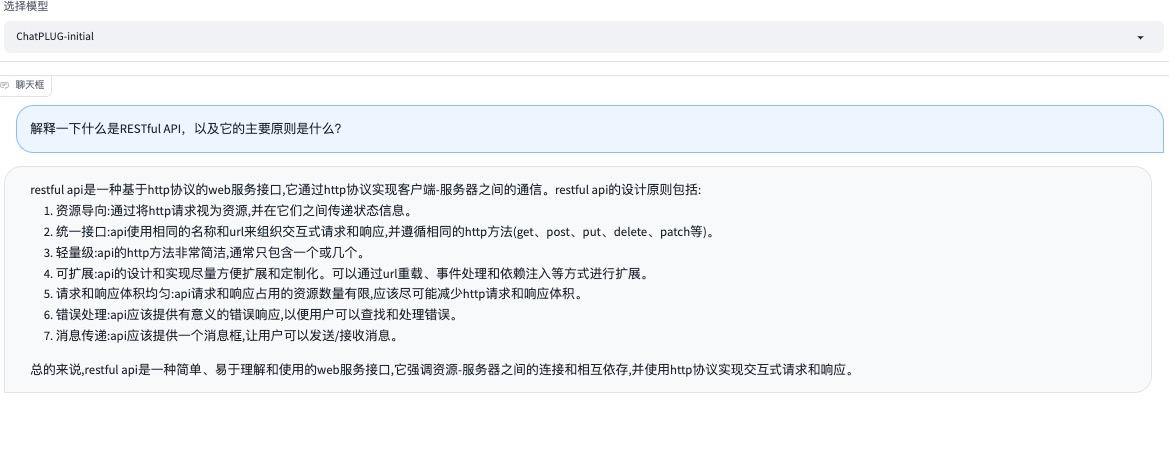 选择模型
ChatPLUG-initial
聊天框
解释一下什么是RESTful API，以及它的主要原则是什么?
restful api是一种基于http协议的web服务接口,它通过http协议实现客户端-服务器之间的通信。restful api的设计原则包括:
1. 资源导向:通过将http请求视为资源,并在它们之间传递状态信息。
2. 统一接口:api使用相同的名称和url来组织交互式请求和响应,并遵循相同的http方法(get、post、put、delete、patch等)。
3. 轻量级:api的http方法非常简洁,通常只包含一个或几个。
4. 可扩展:api的设计和实现尽量方便扩展和定制化。可以通过url重载、事件处理和依赖注入等方式进行扩展。
5. 请求和响应体积均匀:api请求和响应占用的资源数量有限,应该尽可能减少http请求和响应体积。
6. 错误处理:api应该提供有意义的错误响应,以便用户可以查找和处理错误。
7. 消息传递:api应该提供一个消息框,让用户可以发送/接收消息。
总的来说,restful api是一种简单、易于理解和使用的web服务接口,它强调资源-服务器之间的连接和相互依存,并使用http协议实现交互式请求和响应。